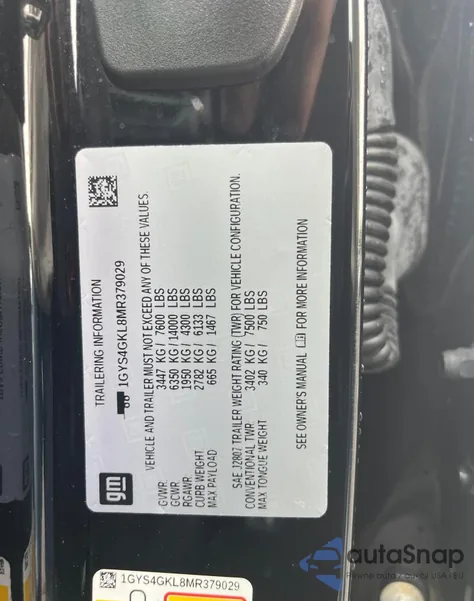 TRAILERING INFORMATION
1GYS4GKL8MR379029
VEHICLE AND TRAILER MUST NOT EXCEED ANY OF THESE VALUES.
GVWR 3447 KG / 7600 LBS
GCWR 6350 KG / 14000 LBS
RGAWR 1950 KG / 4300 LBS
CURB WEIGHT 2782 KG / 6133 LBS
MAX PAYLOAD 665 KG / 1467 LBS
SAE J2807 TRAILER WEIGHT RATING (TWR) FOR VEHICLE CONFIGURATION.
CONVENTIONAL TWR 3402 KG / 7500 LBS
MAX TONGUE WEIGHT 340 KG / 750 LBS
SEE OWNER'S MANUAL FOR MORE INFORMATION
gm
1GYS4GKL8MR379029
autoSnap